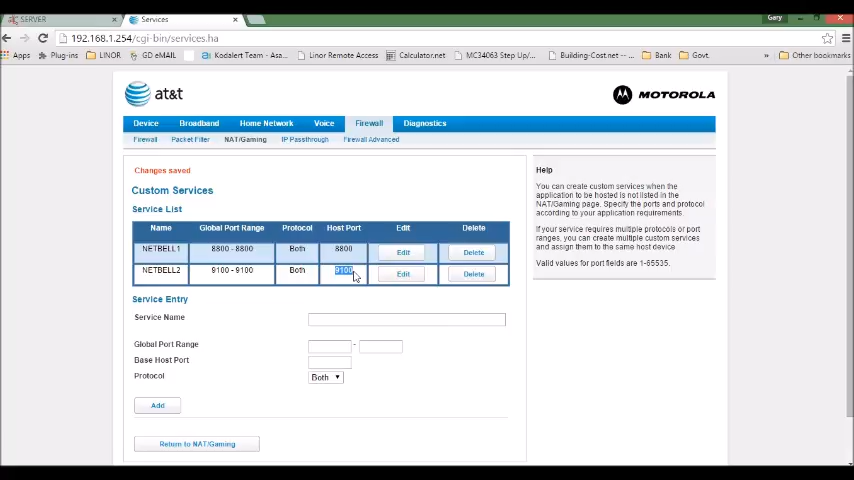 SERVER
Services
Gary
192.168.1.254/cgi-bin/services.ha
Apps Plug-ins LINOR GD eMAIL Kodalert Team - Asa... Linor Remote Access Calculator.net MC34063 Step Up/... Building-Cost.net -... Bank Govt. » Other bookmarks
at&t
MOTOROLA
Device Broadband Home Network Voice Firewall Diagnostics
Firewall Packet Filter NAT/Gaming IP Passthrough Firewall Advanced
Changes saved
Custom Services
Service List
Name Global Port Range Protocol Host Port Edit Delete
NETBELL1 8800 - 8800 Both 8800 Edit Delete
NETBELL2 9100 - 9100 Both 9100 Edit Delete
Service Entry
Service Name
Global Port Range -
Base Host Port
Protocol Both
Add
Return to NAT/Gaming
Help
You can create custom services when the
application to be hosted is not listed in the
NAT/Gaming page. Specify the ports and protocol
according to your application requirements.
If your service requires multiple protocols or port
ranges, you can create multiple custom services
and assign them to the same host device
Valid values for port fields are 1-65535.